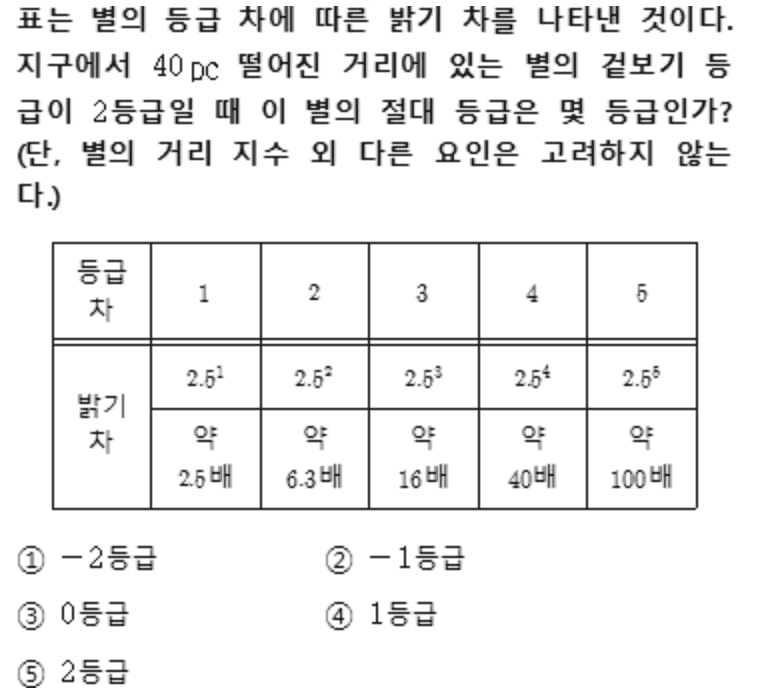 표는 별의 등급 차에 따른 밝기 차를 나타낸 것이다.
지구에서 40pc 떨어진 거리에 있는 별의 겉보기 등
급이 2등급일 때 이 별의 절대 등급은 몇 등급인가?
(단, 별의 거리 지수 외 다른 요인은 고려하지 않는
다.)
등급
차
1
2
3
4
5
밝기
차
2.5¹
2.5²
2.5³
2.5⁴
2.5⁵
약
2.5배
약
6.3배
약
16배
약
40배
약
100배
① －2등급
② －1등급
③ 0등급
④ 1등급
⑤ 2등급